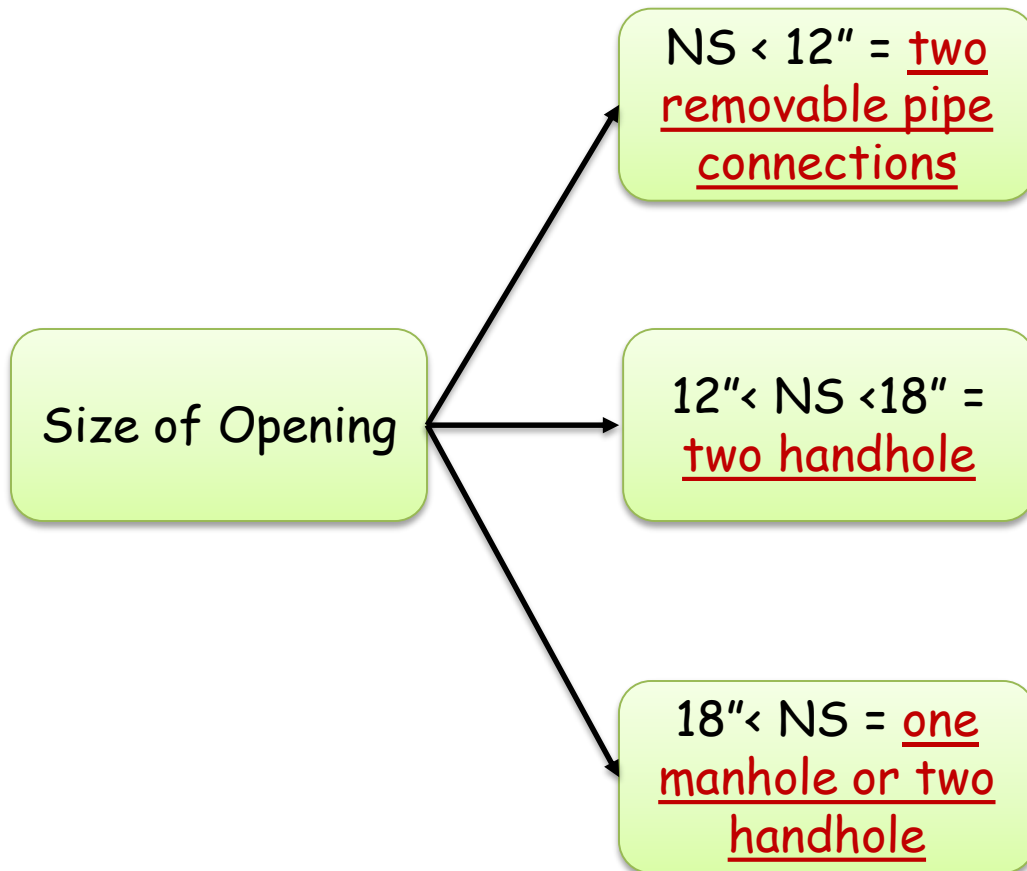 NS < 12" = two
removable pipe
connections
Size of Opening
12"< NS <18" =
two handhole
18"< NS = one
manhole or two
handhole